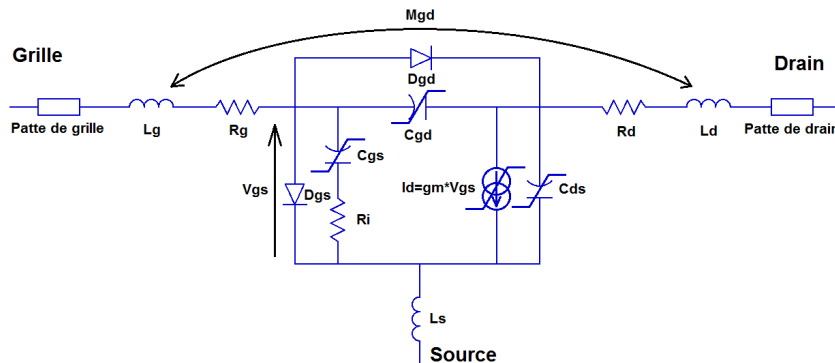 Mgd
Grille
Drain
Dgd
Patte de grille
Lg
Rg
Cgd
Rd
Ld
Patte de drain
Cgs
Vgs
Dgs
Id=gm*Vgs
Cds
Ri
Ls
Source